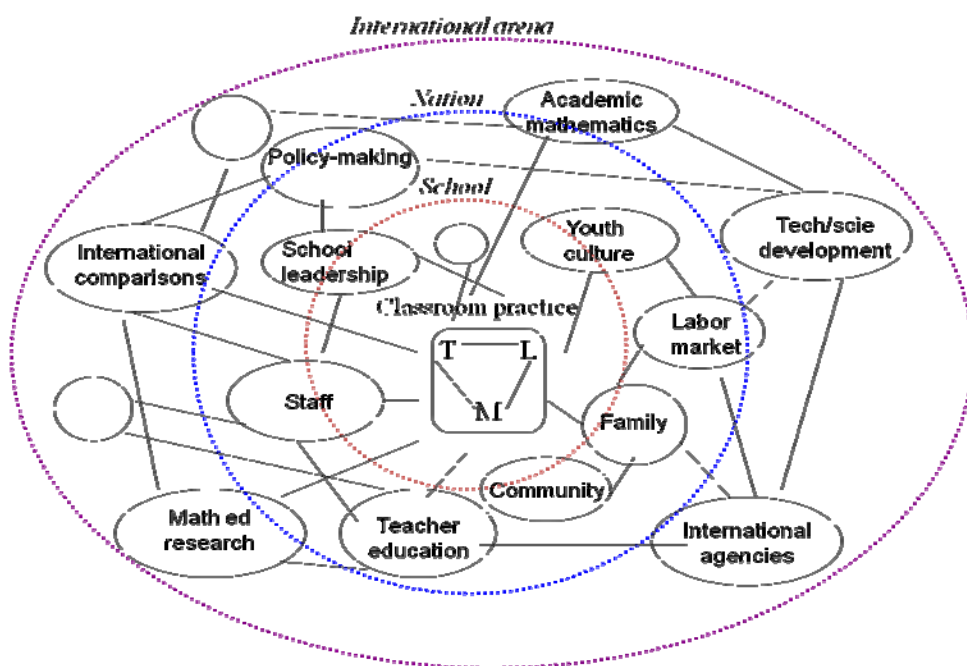 International arena
Nation
Academic
mathematics
Policy-making
School
Youth
culture
Tech/scie
development
International
comparisons
School
leadership
Classroom practice
Labor
market
T
L
M
Staff
Family
Community
Math ed
research
Teacher
education
International
agencies